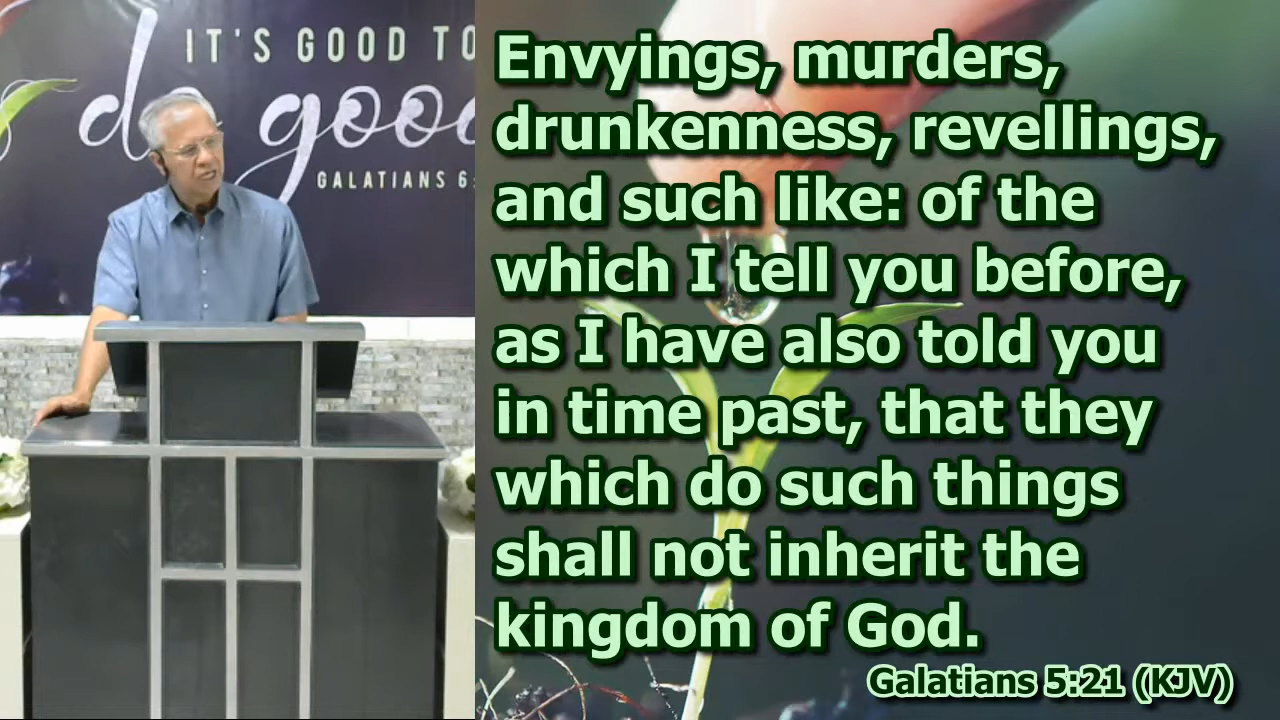 IT'S GOOD TO
do good
GALATIANS 6:
Envyings, murders,
drunkenness, revellings,
and such like: of the
which I tell you before,
as I have also told you
in time past, that they
which do such things
shall not inherit the
kingdom of God.
Galatians 5:21 (KJV)